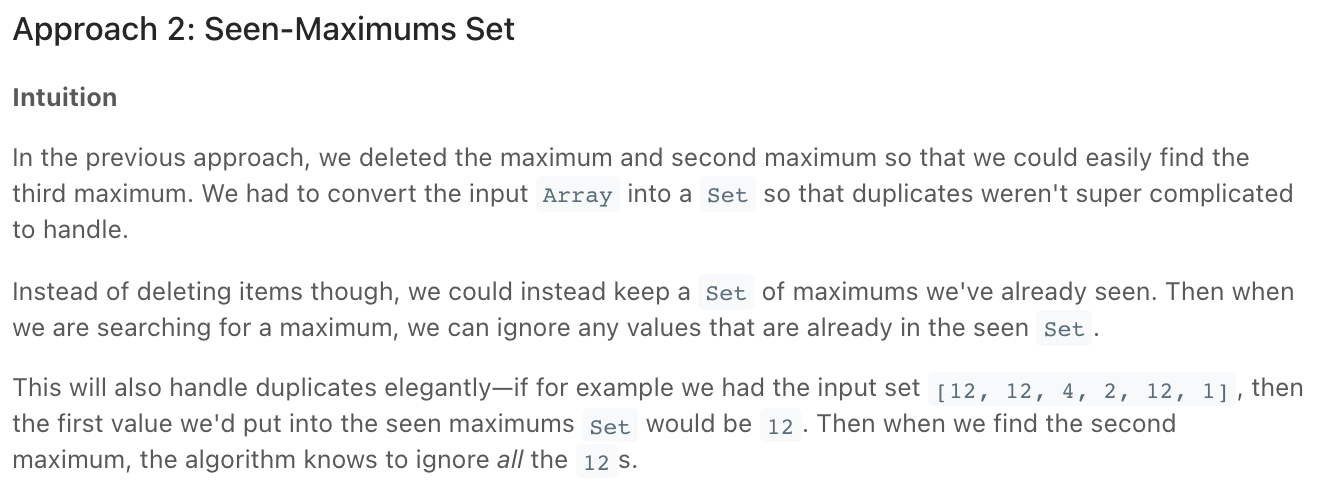 Approach 2: Seen-Maximums Set
Intuition
In the previous approach, we deleted the maximum and second maximum so that we could easily find the
third maximum. We had to convert the input Array into a Set so that duplicates weren't super complicated
to handle.
Instead of deleting items though, we could instead keep a Set of maximums we've already seen. Then when
we are searching for a maximum, we can ignore any values that are already in the seen Set.
This will also handle duplicates elegantly—if for example we had the input set [12, 12, 4, 2, 12, 1], then
the first value we'd put into the seen maximums Set would be 12. Then when we find the second
maximum, the algorithm knows to ignore all the 12s.